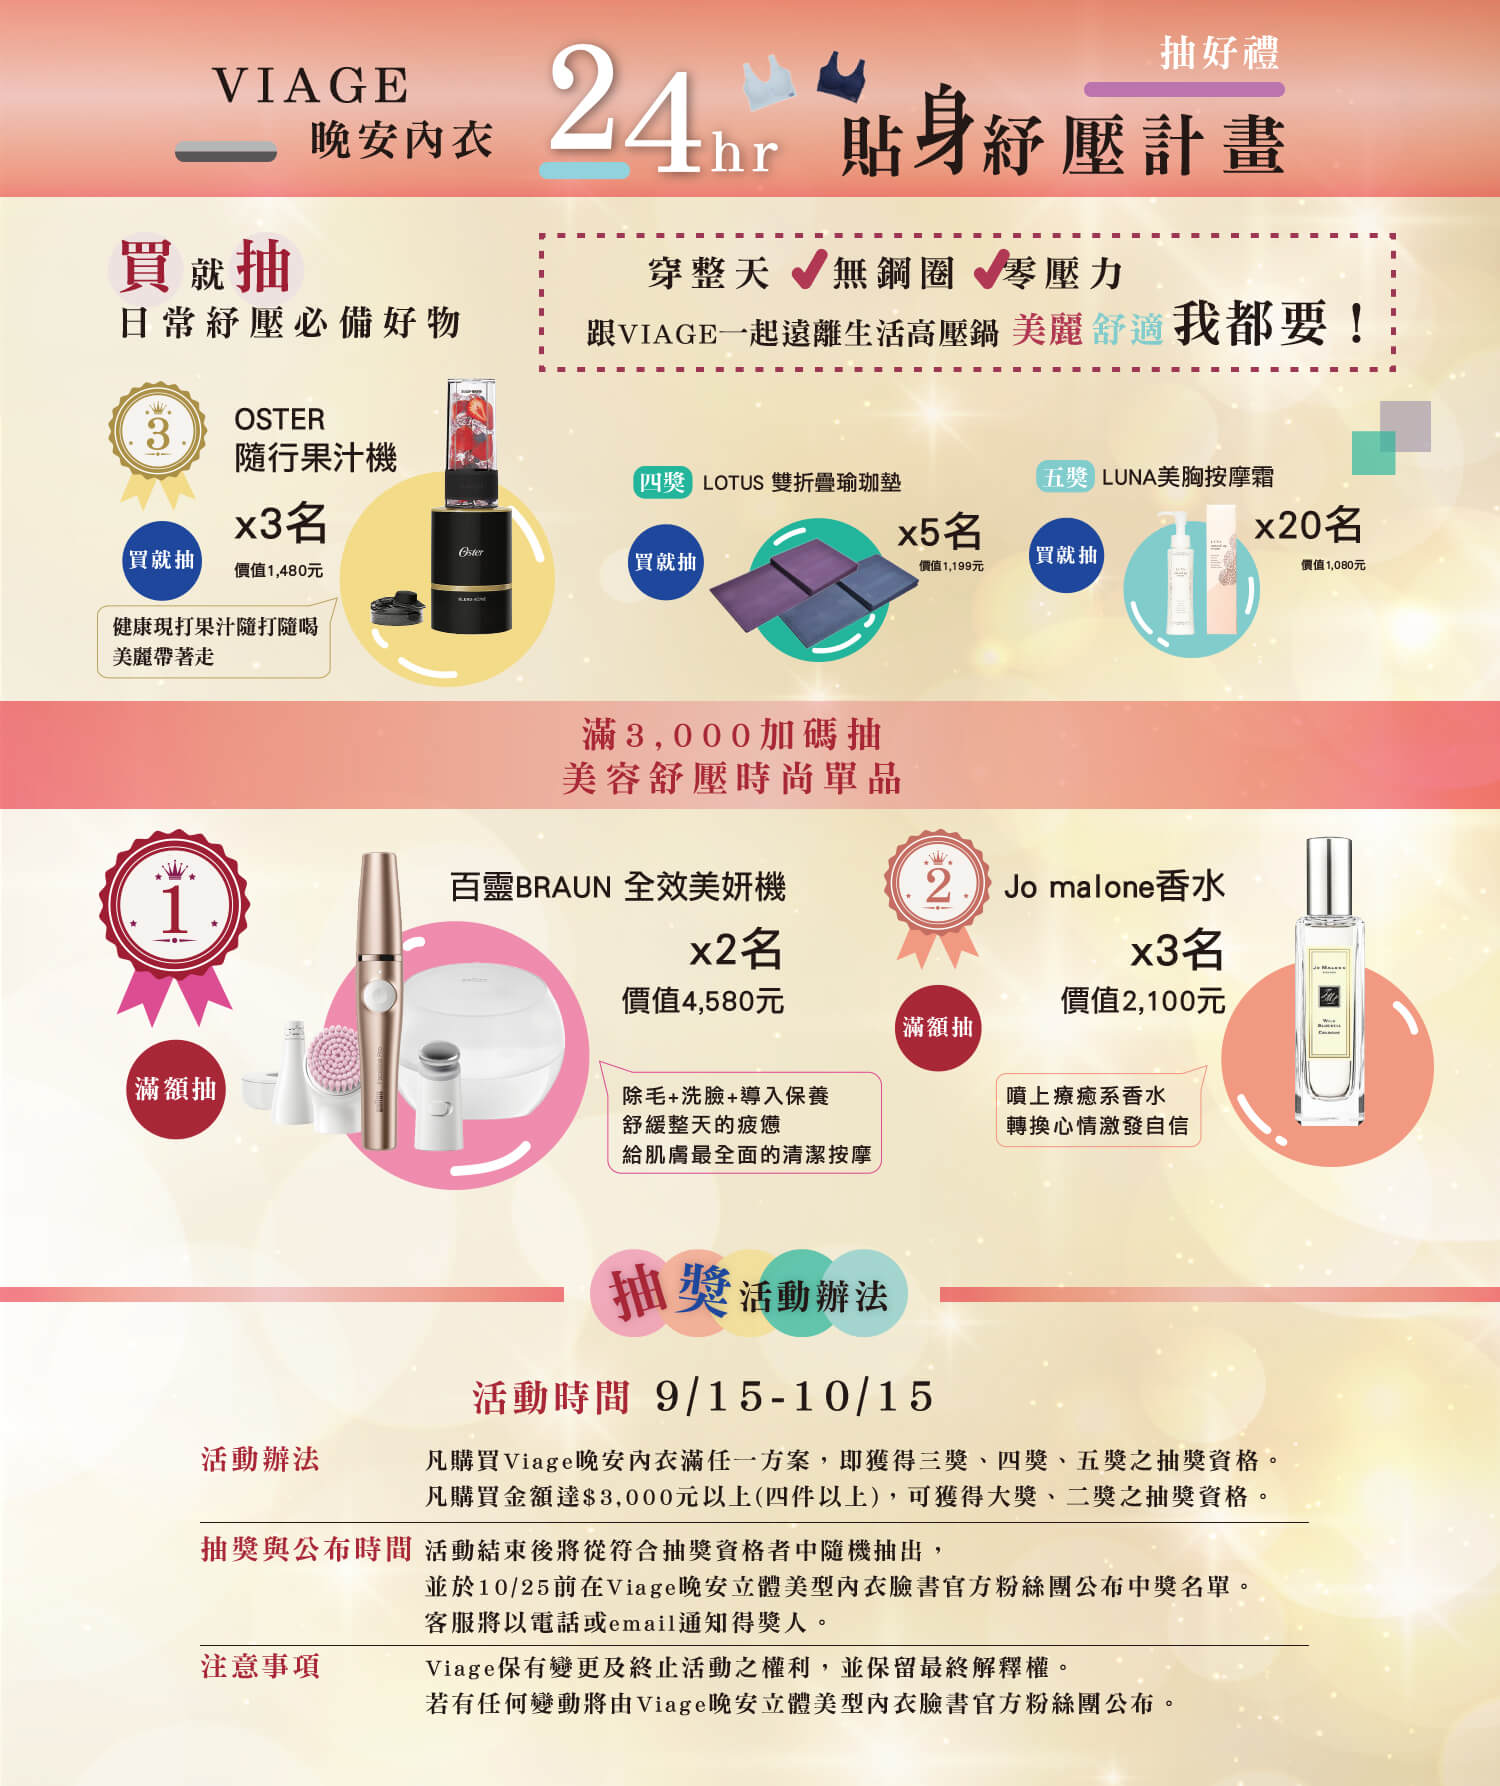 VIAGE
晚安內衣
24hr
抽好禮
貼身紓壓計畫
買就抽
日常紓壓必備好物
穿整天 無鋼圈 零壓力
跟VIAGE一起遠離生活高壓鍋 美麗 舒適 我都要！
3
OSTER
隨行果汁機
x3名
買就抽
價值1,480元
健康現打果汁隨打隨喝
美麗帶著走
Oster
四獎 LOTUS 雙折疊瑜珈墊
買就抽
x5名
價值1,199元
五獎 LUNA美胸按摩霜
買就抽
x20名
價值1,080元
滿3,000加碼抽
美容舒壓時尚單品
1
滿額抽
百靈BRAUN 全效美妍機
x2名
價值4,580元
除毛+洗臉+導入保養
舒緩整天的疲憊
給肌膚最全面的清潔按摩
2
滿額抽
Jo malone香水
x3名
價值2,100元
噴上療癒系香水
轉換心情激發自信
JO MALONE
抽獎活動辦法
活動時間 9/15-10/15
活動辦法
凡購買Viage晚安內衣滿任一方案，即獲得三獎、四獎、五獎之抽獎資格。
凡購買金額達$3,000元以上(四件以上)，可獲得大獎、二獎之抽獎資格。
抽獎與公布時間
活動結束後將從符合抽獎資格者中隨機抽出，
並於10/25前在Viage晚安立體美型內衣臉書官方粉絲團公布中獎名單。
客服將以電話或email通知得獎人。
注意事項
Viage保有變更及終止活動之權利，並保留最終解釋權。
若有任何變動將由Viage晚安立體美型內衣臉書官方粉絲團公布。